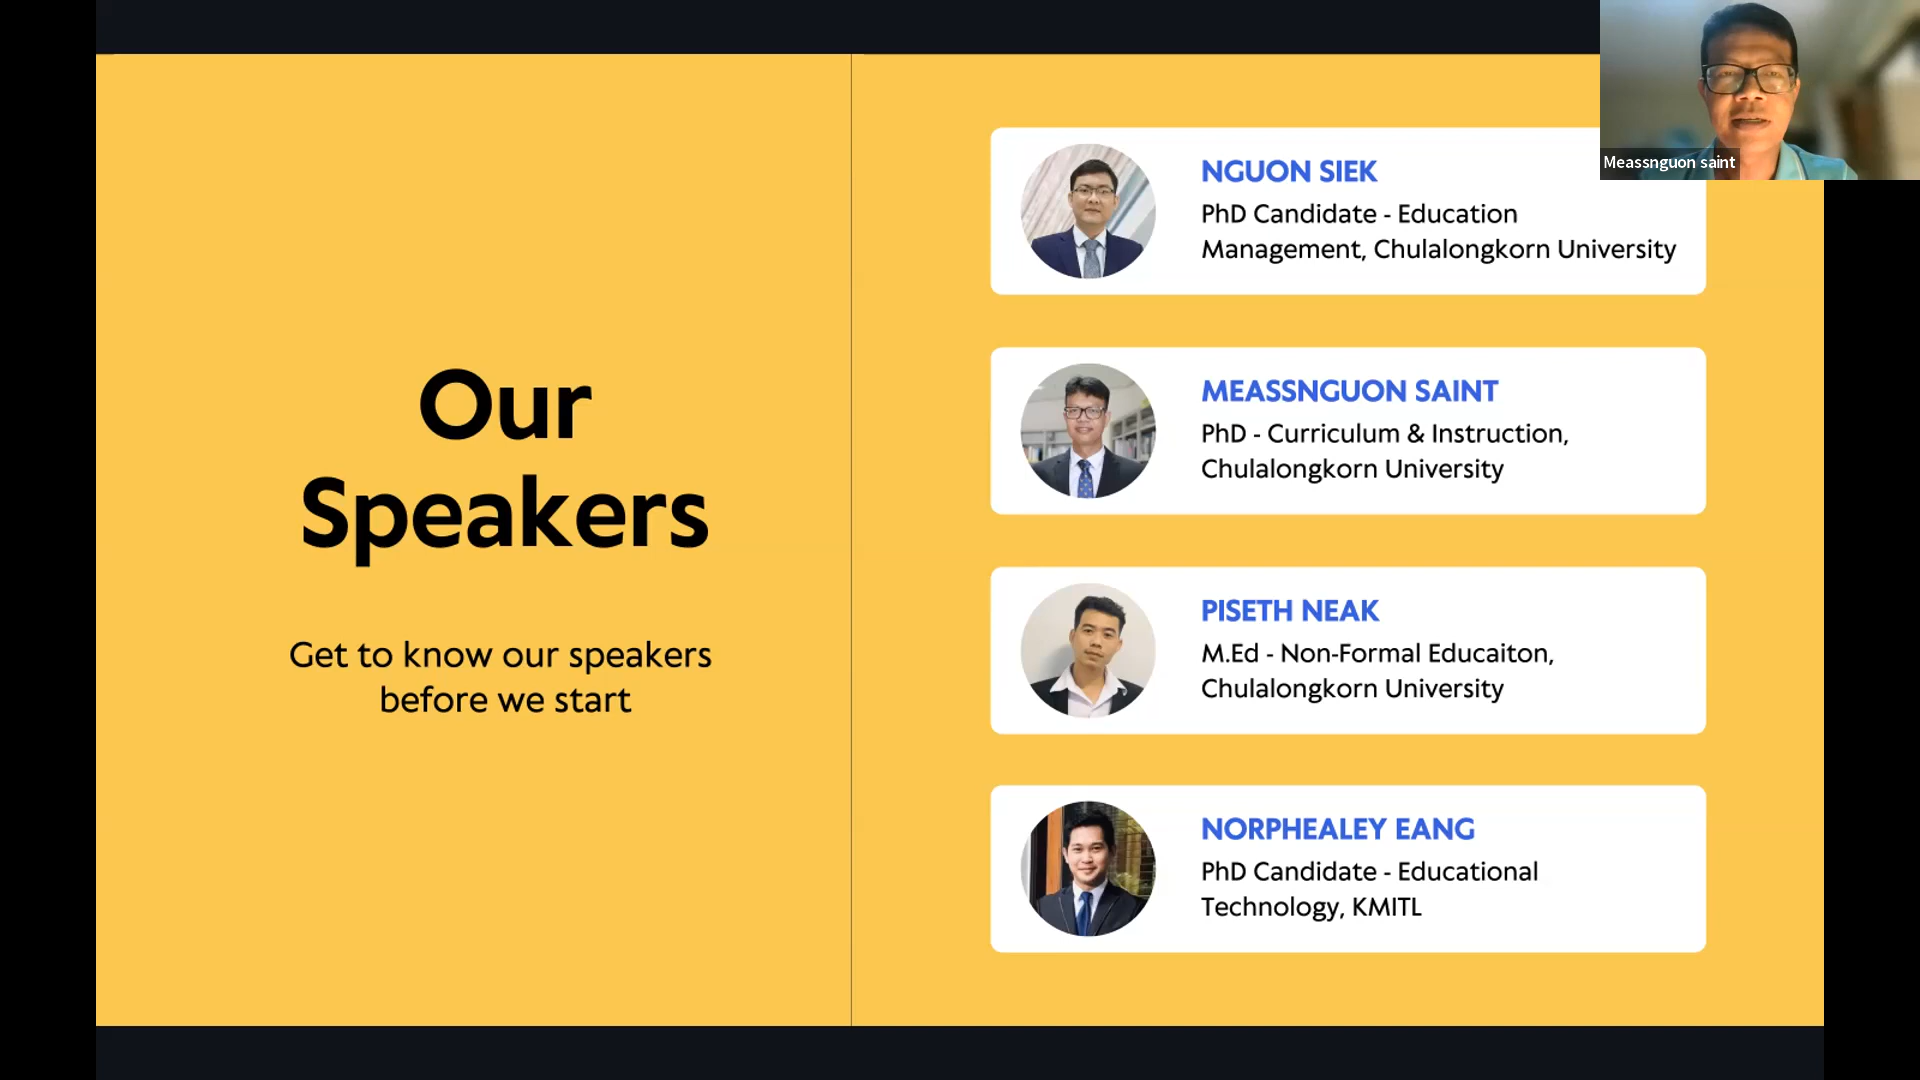 Our
Speakers
Get to know our speakers
before we start
NGUON SIEK
PhD Candidate - Education
Management, Chulalongkorn University
MEASSNGUON SAINT
PhD - Curriculum & Instruction,
Chulalongkorn University
PISETH NEAK
M.Ed - Non-Formal Educaiton,
Chulalongkorn University
NORPHEALEY EANG
PhD Candidate - Educational
Technology, KMITL
Meassnguon saint